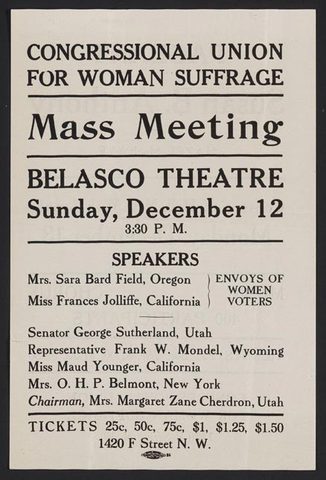 CONGRESSIONAL UNION
FOR WOMAN SUFFRAGE
Mass Meeting
BELASCO THEATRE
Sunday, December 12
3:30 P. M.
SPEAKERS
Mrs. Sara Bard Field, Oregon
Miss Frances Jolliffe, California
ENVOYS OF
WOMEN
VOTERS
Senator George Sutherland, Utah
Representative Frank W. Mondel, Wyoming
Miss Maud Younger, California
Mrs. O. H. P. Belmont, New York
Chairman, Mrs. Margaret Zane Cherdron, Utah
TICKETS 25c, 50c, 75c, $1, $1.25, $1.50
1420 F Street N. W.